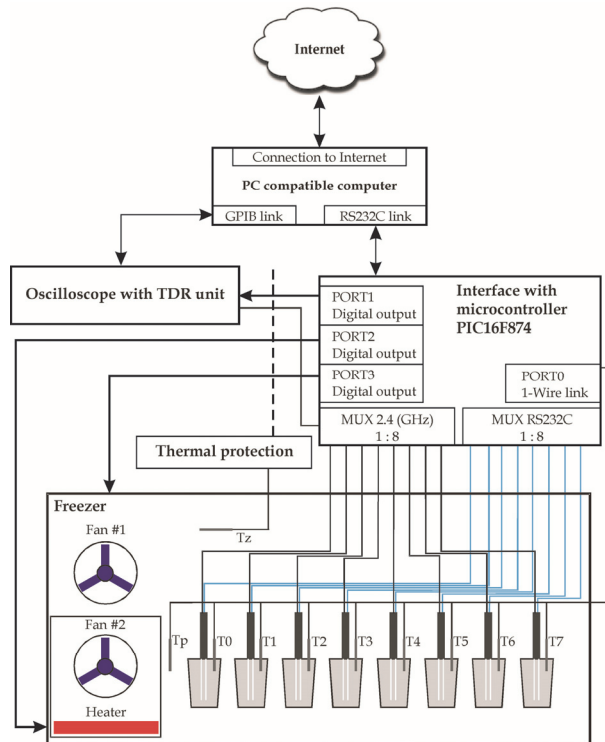 Internet
Connection to Internet
PC compatible computer
GPIB link
RS232C link
Oscilloscope with TDR unit
PORT1
Digital output
PORT2
Digital output
PORT3
Digital output
Interface with
microcontroller
PIC16F874
PORT0
1-Wire link
MUX 2.4 (GHz)
1 : 8
MUX RS232C
1 : 8
Thermal protection
Freezer
Fan #1
Tz
Fan #2
Heater
Tp
T0
T1
T2
T3
T4
T5
T6
T7